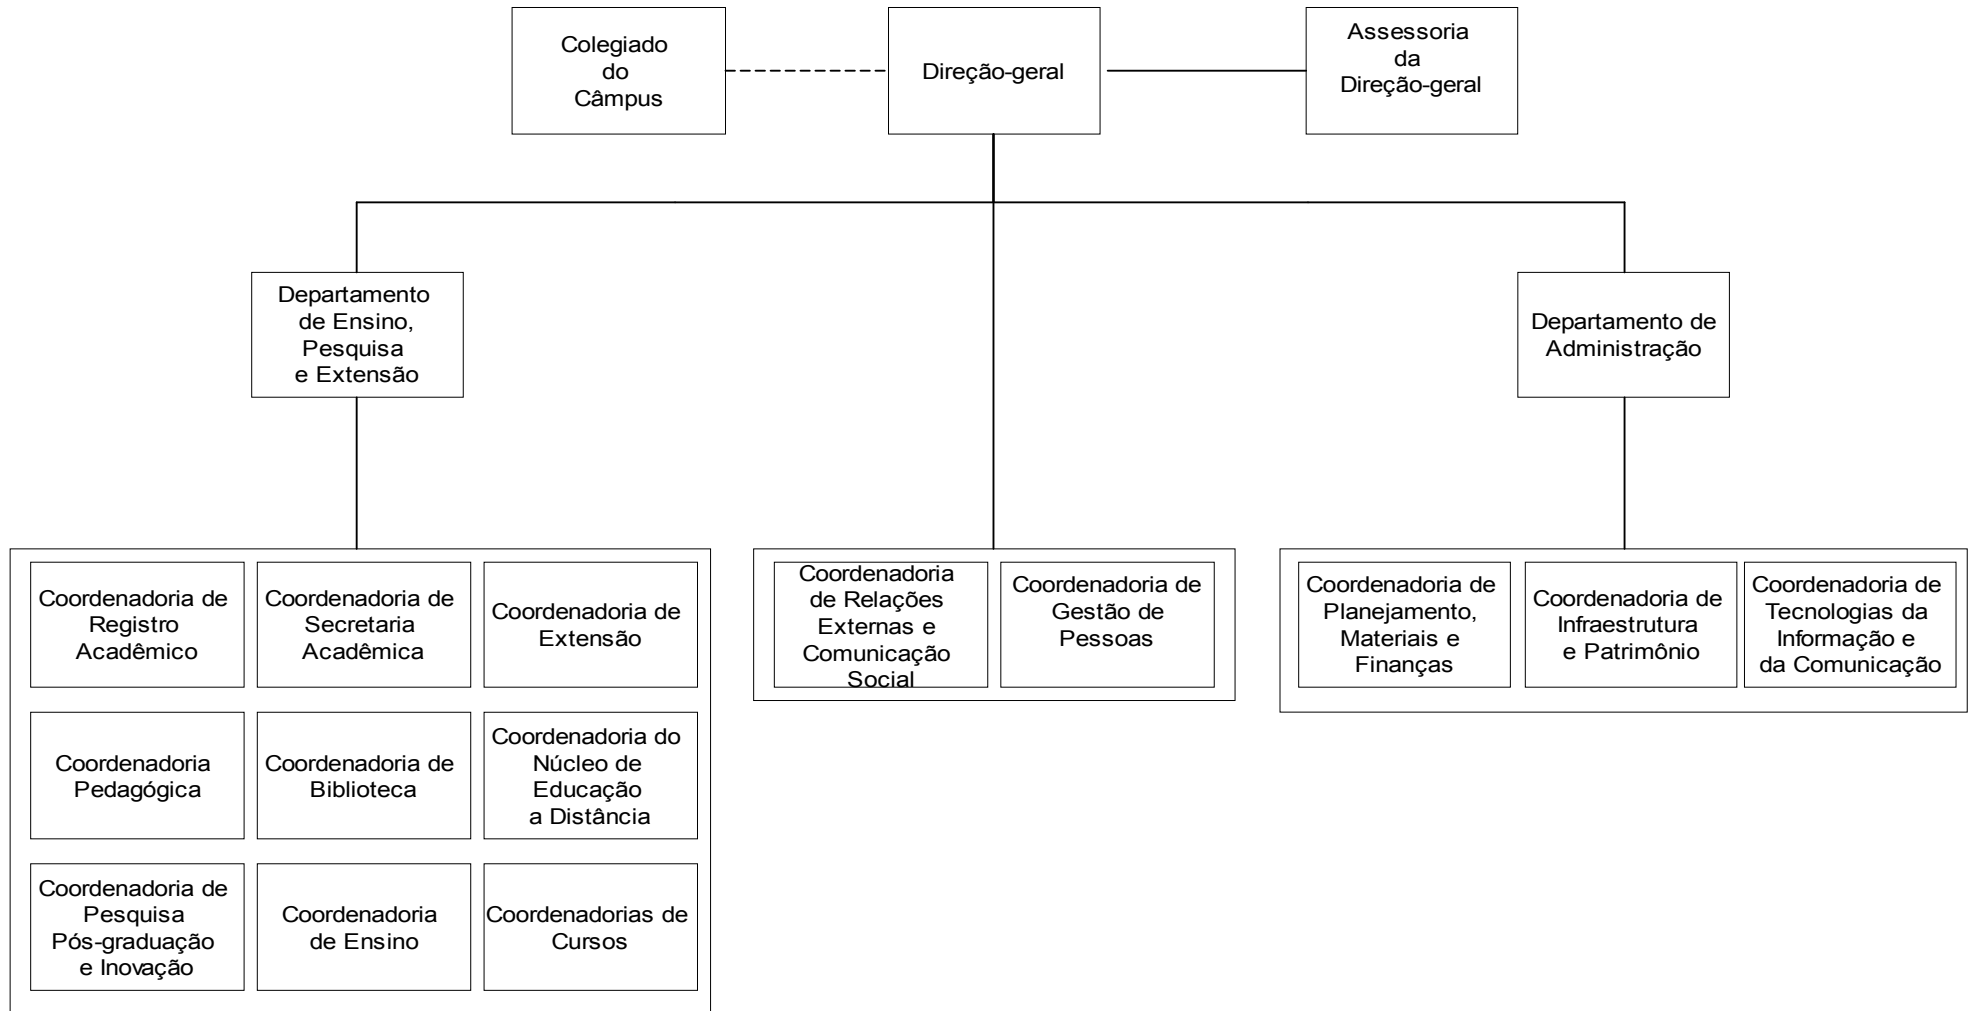 Colegiado
do
Câmpus
Direção-geral
Assessoria
da
Direção-geral
Departamento
de Ensino,
Pesquisa
e Extensão
Departamento de
Administração
Coordenadoria de
Registro
Acadêmico
Coordenadoria de
Secretaria
Acadêmica
Coordenadoria de
Extensão
Coordenadoria
Pedagógica
Coordenadoria de
Biblioteca
Coordenadoria do
Núcleo de
Educação
a Distância
Coordenadoria de
Pesquisa
Pós-graduação
e Inovação
Coordenadoria
de Ensino
Coordenadorias de
Cursos
Coordenadoria
de Relações
Externas e
Comunicação
Social
Coordenadoria de
Gestão de
Pessoas
Coordenadoria de
Planejamento,
Materiais e
Finanças
Coordenadoria de
Infraestrutura
e Patrimônio
Coordenadoria de
Tecnologias da
Informação e
da Comunicação